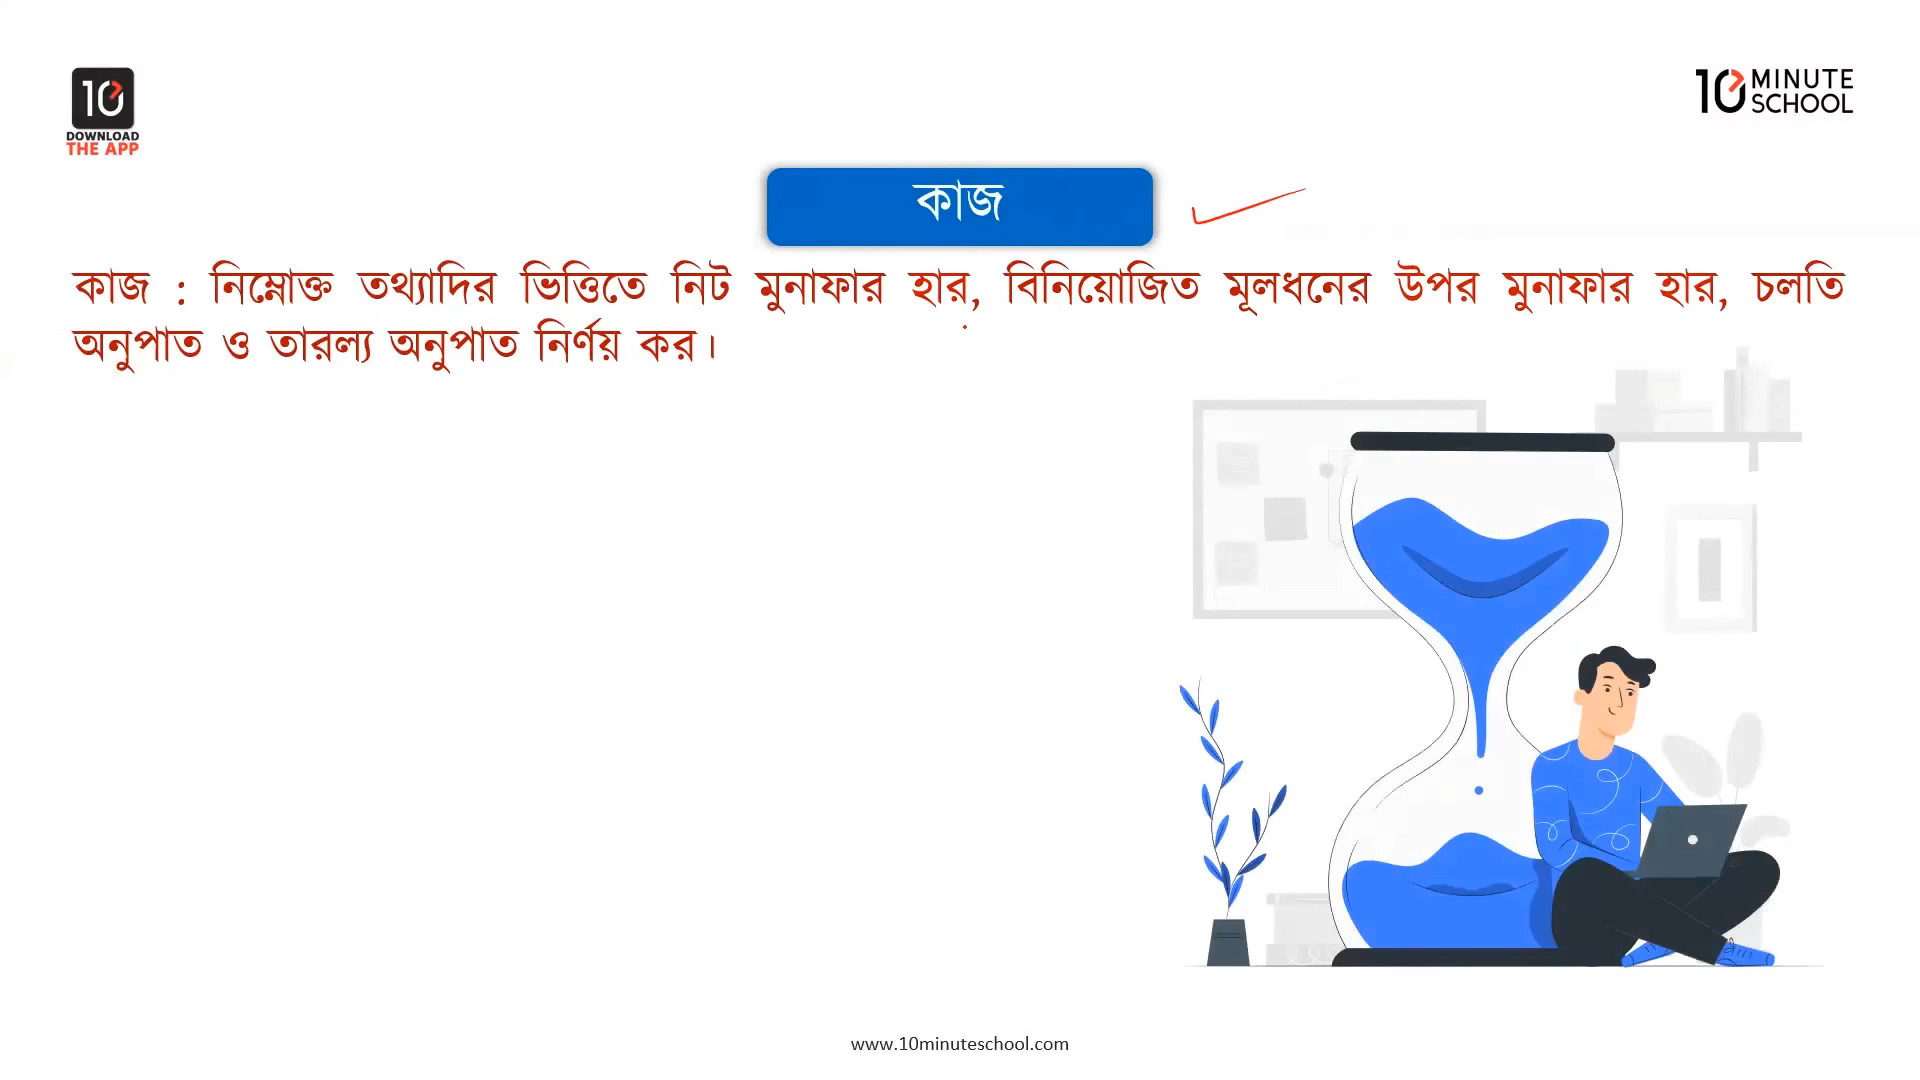 10
DOWNLOAD
THE APP
10 MINUTE
SCHOOL
কাজ
কাজ : নিম্নোক্ত তথ্যাদির ভিত্তিতে নিট মুনাফার হার, বিনিয়োজিত মূলধনের উপর মুনাফার হার, চলতি
অনুপাত ও তারল্য অনুপাত নির্ণয় কর।
www.10minuteschool.com